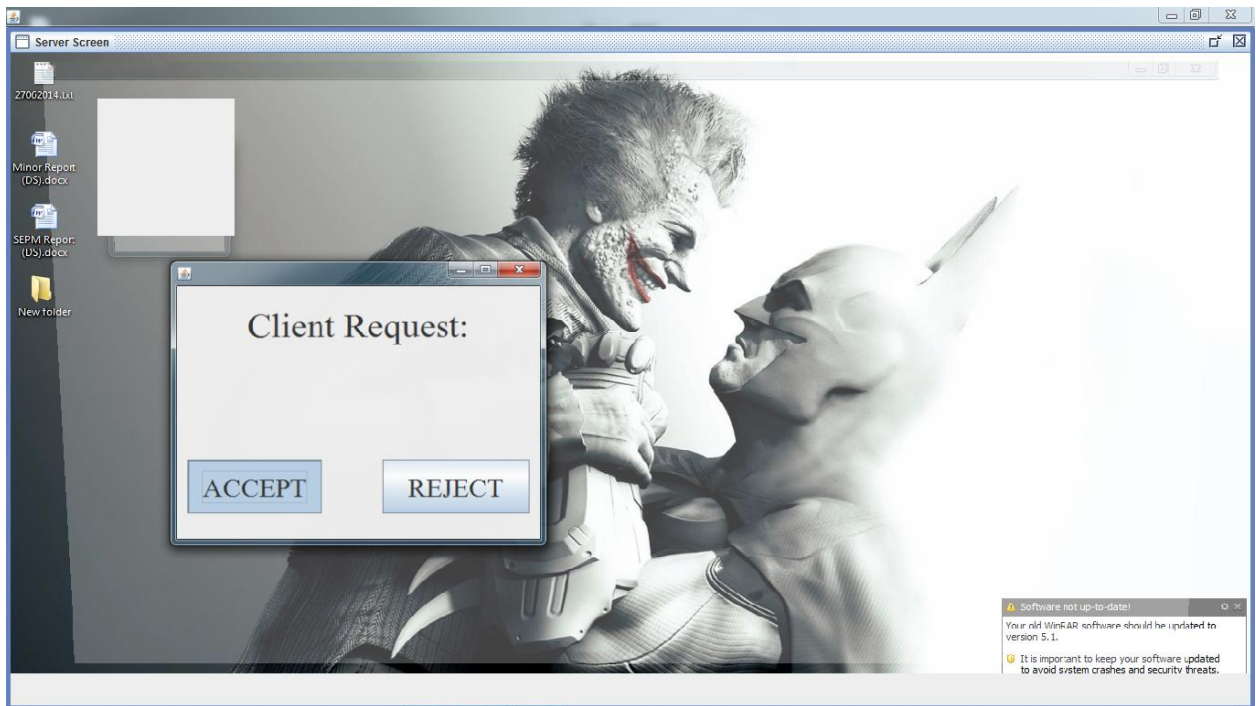 Server Screen
27062014.txt
Minor Report
(DS).docx
SEPM Report
(DS).docx
New folder
Client Request:
ACCEPT
REJECT
Software not up-to-date!
Your old WinRAR software should be updated to
version 5.1.
It is important to keep your software updated
to avoid system crashes and security threats.